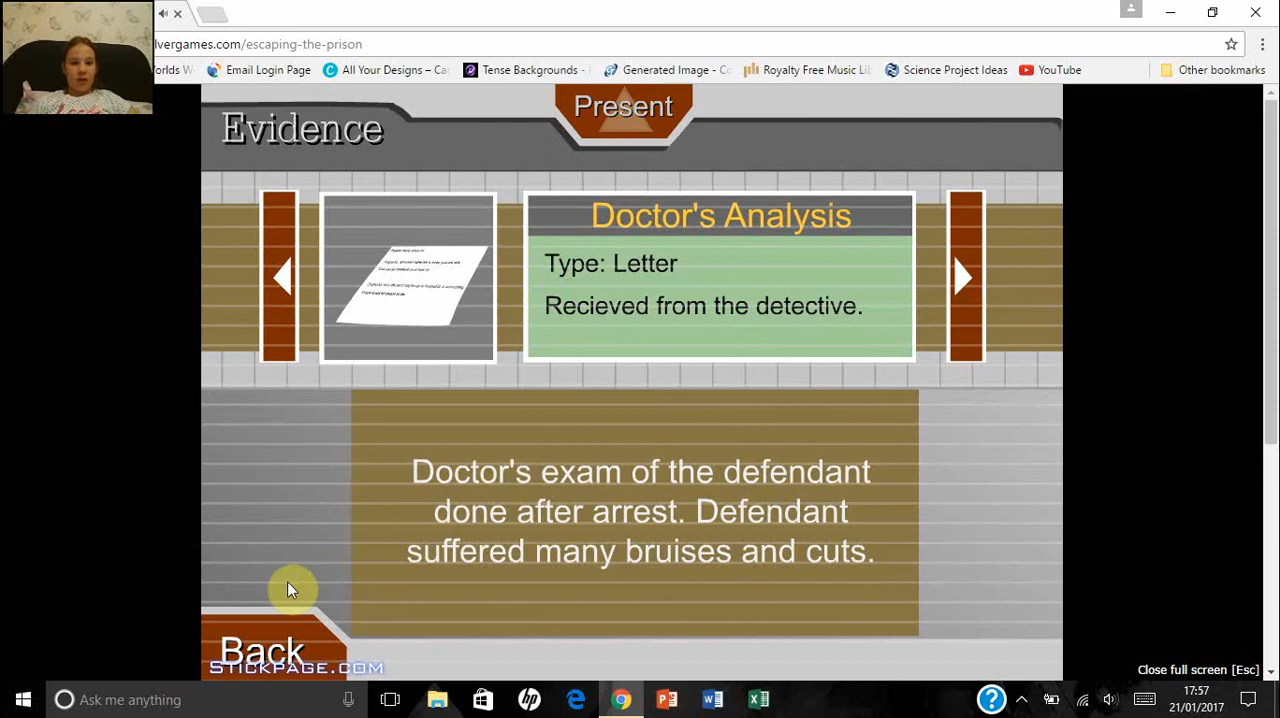 lvergames.com/escaping-the-prison
orlds W
Email Login Page
All Your Designs – Ca
Tense Backgrounds -
Generated Image - Co
Royalty Free Music Lib
Science Project Ideas
YouTube
Other bookmarks
Present
Evidence
Doctor's Analysis
Type: Letter
Recieved from the detective.
Doctor's exam of the defendant
done after arrest. Defendant
suffered many bruises and cuts.
Back
STICKPAGE.COM
Close full screen [Esc]
Ask me anything
17:57
21/01/2017